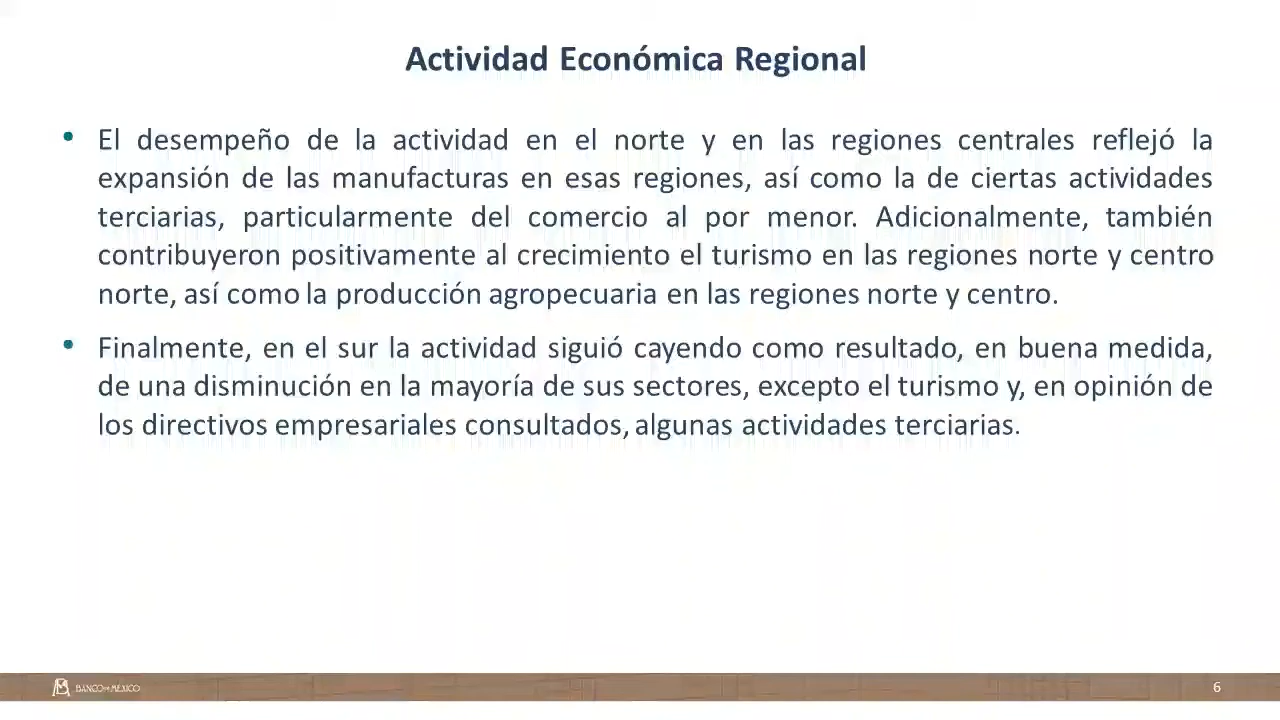 Actividad Económica Regional
• El desempeño de la actividad en el norte y en las regiones centrales reflejó la
expansión de las manufacturas en esas regiones, así como la de ciertas actividades
terciarias, particularmente del comercio al por menor. Adicionalmente, también
contribuyeron positivamente al crecimiento el turismo en las regiones norte y centro
norte, así como la producción agropecuaria en las regiones norte y centro.
• Finalmente, en el sur la actividad siguió cayendo como resultado, en buena medida,
de una disminución en la mayoría de sus sectores, excepto el turismo y, en opinión de
los directivos empresariales consultados, algunas actividades terciarias.
BANCO DE MÉXICO
6